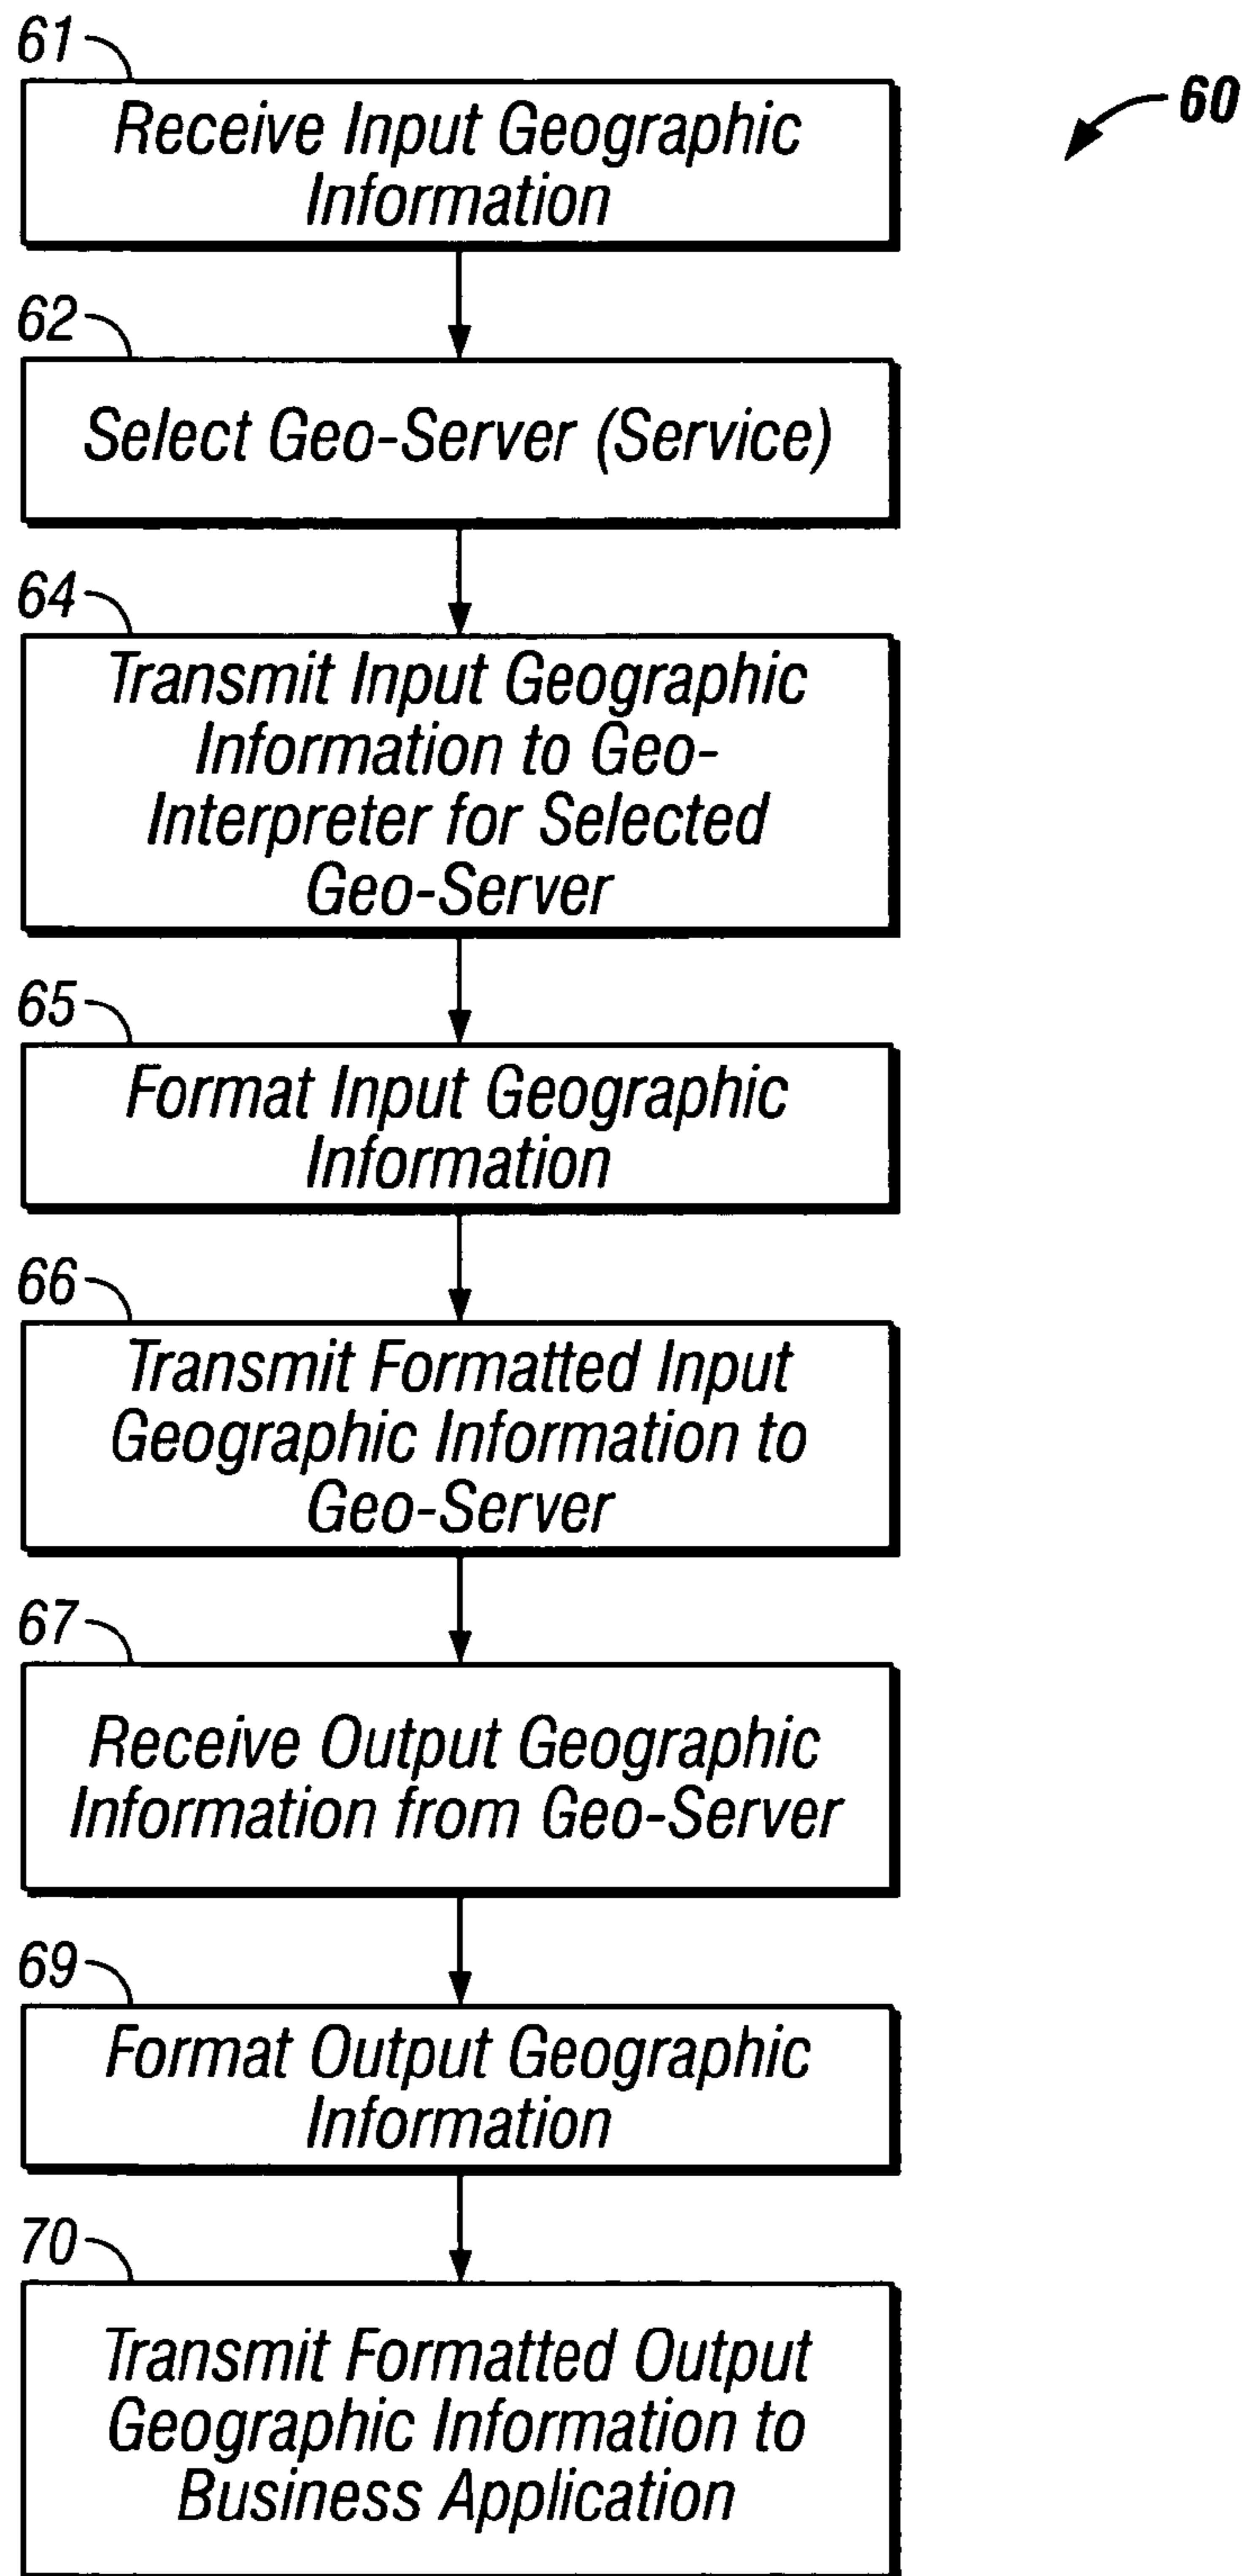 61
60
Receive Input Geographic
Information
62
Select Geo-Server (Service)
64
Transmit Input Geographic
Information to Geo-
Interpreter for Selected
Geo-Server
65
Format Input Geographic
Information
66
Transmit Formatted Input
Geographic Information to
Geo-Server
67
Receive Output Geographic
Information from Geo-Server
69
Format Output Geographic
Information
70
Transmit Formatted Output
Geographic Information to
Business Application